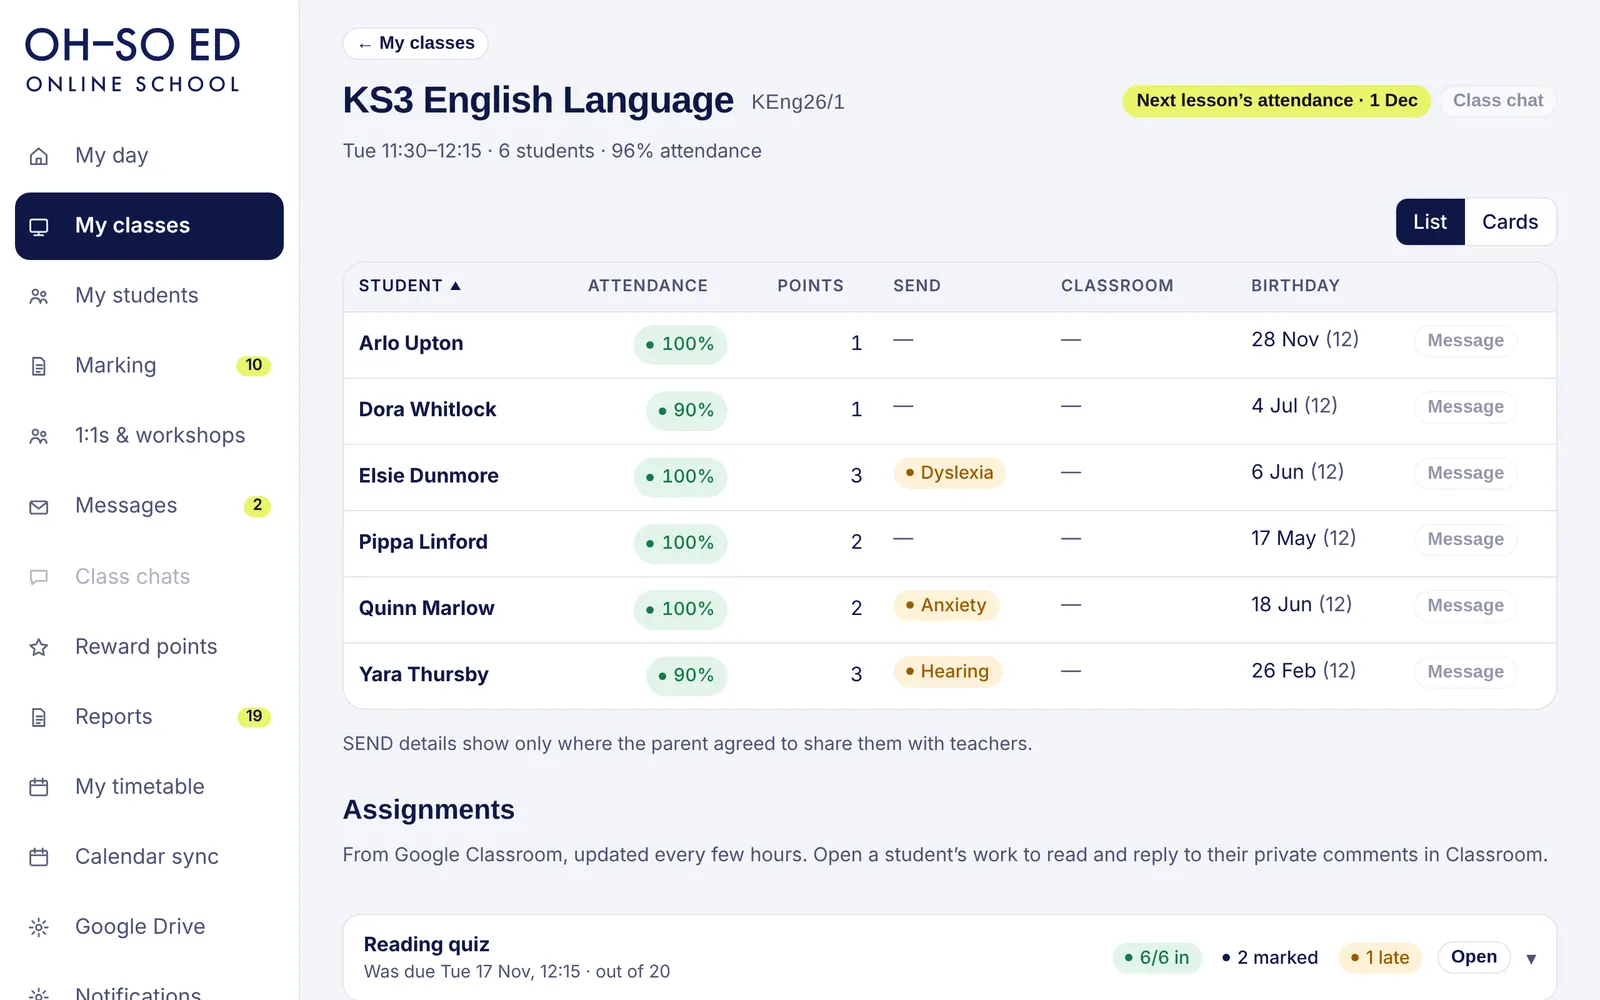 OH-SO ED
ONLINE SCHOOL
My day
My classes
My students
Marking 10
1:1s & workshops
Messages 2
Class chats
Reward points
Reports 19
My timetable
Calendar sync
Google Drive
Notifications
← My classes
KS3 English Language KEng26/1
Next lesson’s attendance · 1 Dec Class chat
Tue 11:30–12:15 · 6 students · 96% attendance
List Cards
STUDENT ▲ ATTENDANCE POINTS SEND CLASSROOM BIRTHDAY
Arlo Upton 100% 1 — — 28 Nov (12) Message
Dora Whitlock 90% 1 — — 4 Jul (12) Message
Elsie Dunmore 100% 3 Dyslexia — 6 Jun (12) Message
Pippa Linford 100% 2 — — 17 May (12) Message
Quinn Marlow 100% 2 Anxiety — 18 Jun (12) Message
Yara Thursby 90% 3 Hearing — 26 Feb (12) Message
SEND details show only where the parent agreed to share them with teachers.
Assignments
From Google Classroom, updated every few hours. Open a student’s work to read and reply to their private comments in Classroom.
Reading quiz
Was due Tue 17 Nov, 12:15 · out of 20
6/6 in 2 marked 1 late Open ▼